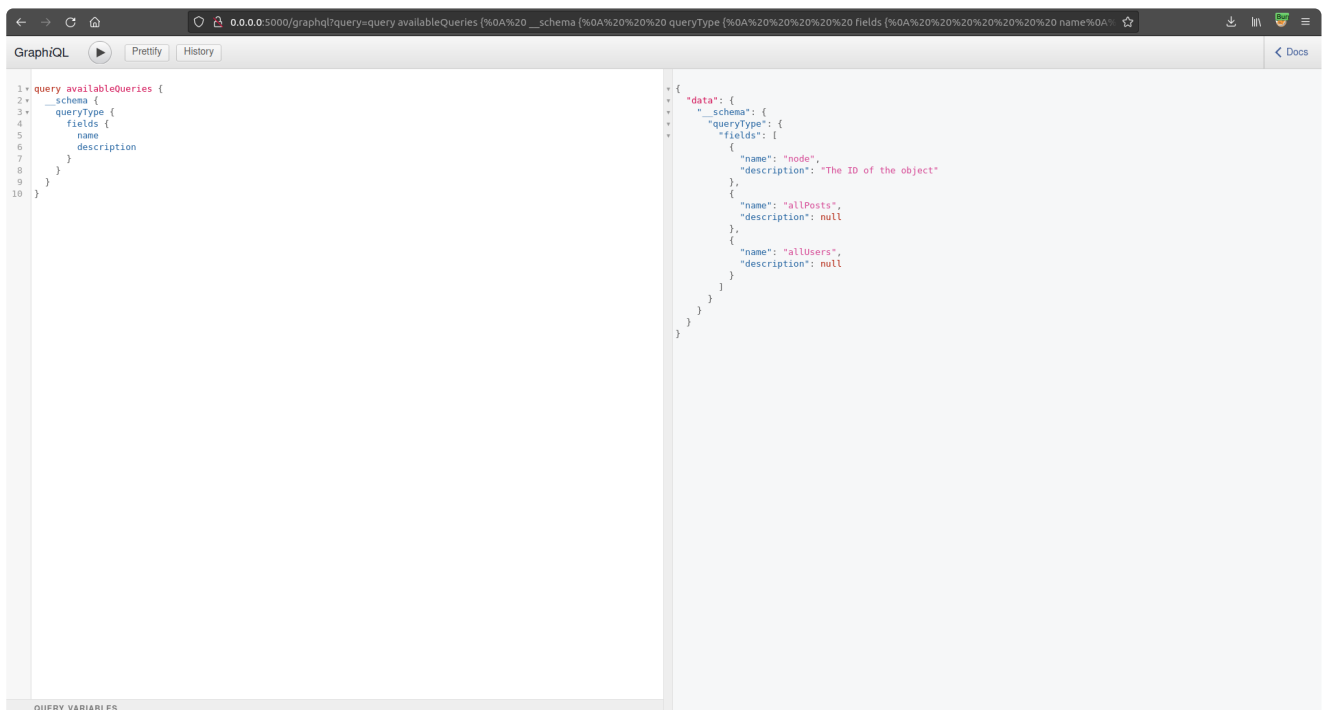 0.0.0.0:5000/graphql?query=query availableQueries {%0A%20 __schema {%0A%20%20%20 queryType {%0A%20%20%20%20%20 fields {%0A%20%20%20%20%20%20%20 name%0A%
GraphiQL Prettify History Docs
1 query availableQueries {
2 __schema {
3 queryType {
4 fields {
5 name
6 description
7 }
8 }
9 }
10 }
{
"data": {
"__schema": {
"queryType": {
"fields": [
{
"name": "node",
"description": "The ID of the object"
},
{
"name": "allPosts",
"description": null
},
{
"name": "allUsers",
"description": null
}
]
}
}
}
}
QUERY VARIABLES